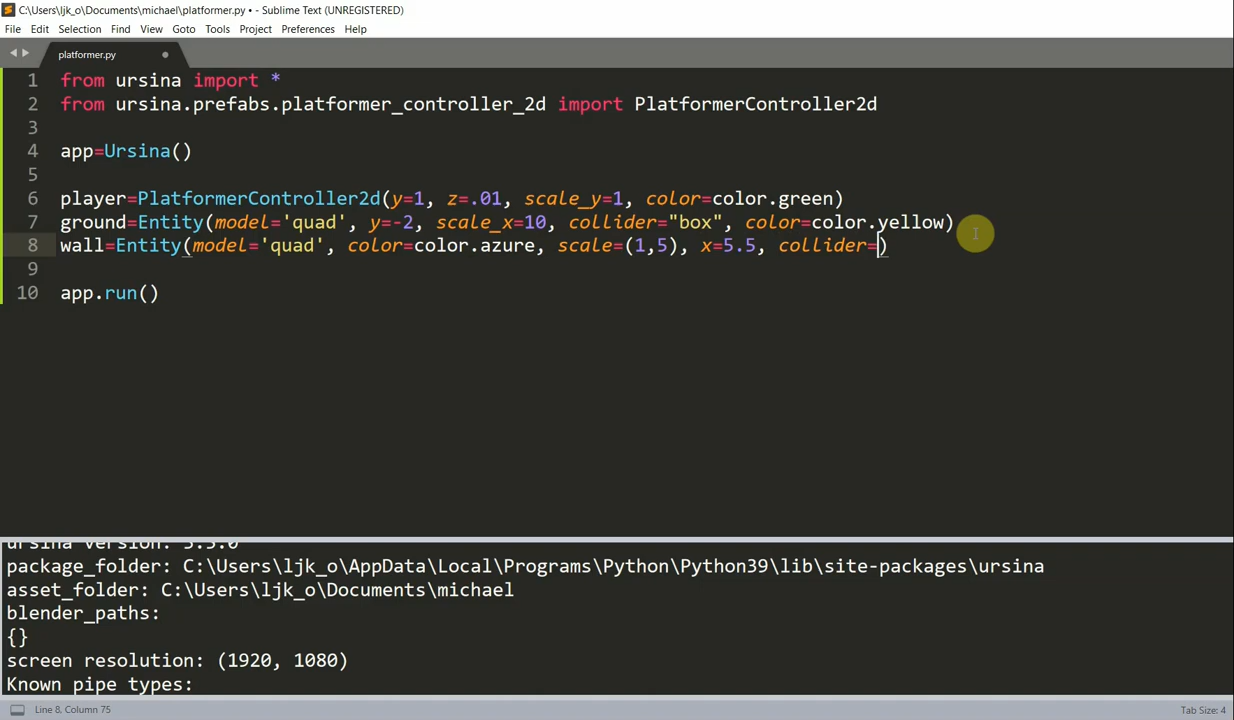 C:\Users\ljk_o\Documents\michael\platformer.py • - Sublime Text (UNREGISTERED)
File Edit Selection Find View Goto Tools Project Preferences Help
platformer.py
1 from ursina import *
2 from ursina.prefabs.platformer_controller_2d import PlatformerController2d
3
4 app=Ursina()
5
6 player=PlatformerController2d(y=1, z=.01, scale_y=1, color=color.green)
7 ground=Entity(model='quad', y=-2, scale_x=10, collider="box", color=color.yellow)
8 wall=Entity(model='quad', color=color.azure, scale=(1,5), x=5.5, collider=)
9
10 app.run()
package_folder: C:\Users\ljk_o\AppData\Local\Programs\Python\Python39\lib\site-packages\ursina
asset_folder: C:\Users\ljk_o\Documents\michael
blender_paths:
{}
screen resolution: (1920, 1080)
Known pipe types:
Line 8, Column 75
Tab Size: 4